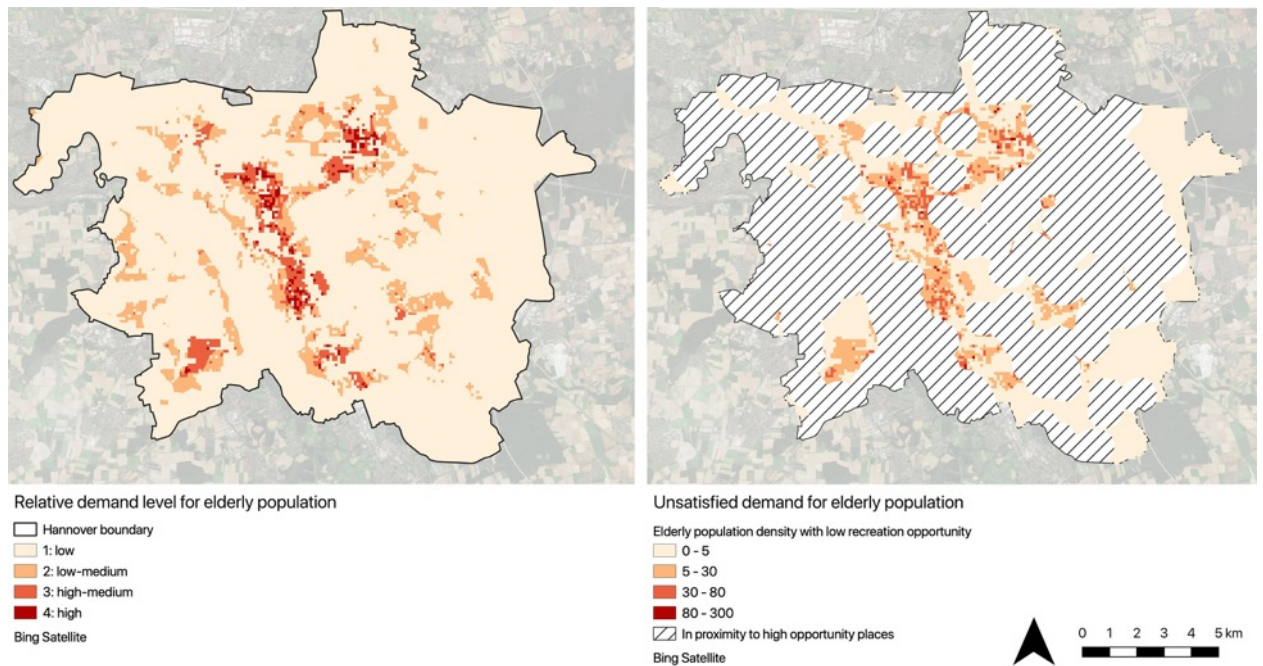 Relative demand level for elderly population
Hannover boundary
1: low
2: low-medium
3: high-medium
4: high
Bing Satellite
Unsatisfied demand for elderly population
Elderly population density with low recreation opportunity
0 - 5
5 - 30
30 - 80
80 - 300
In proximity to high opportunity places
Bing Satellite
0 1 2 3 4 5 km